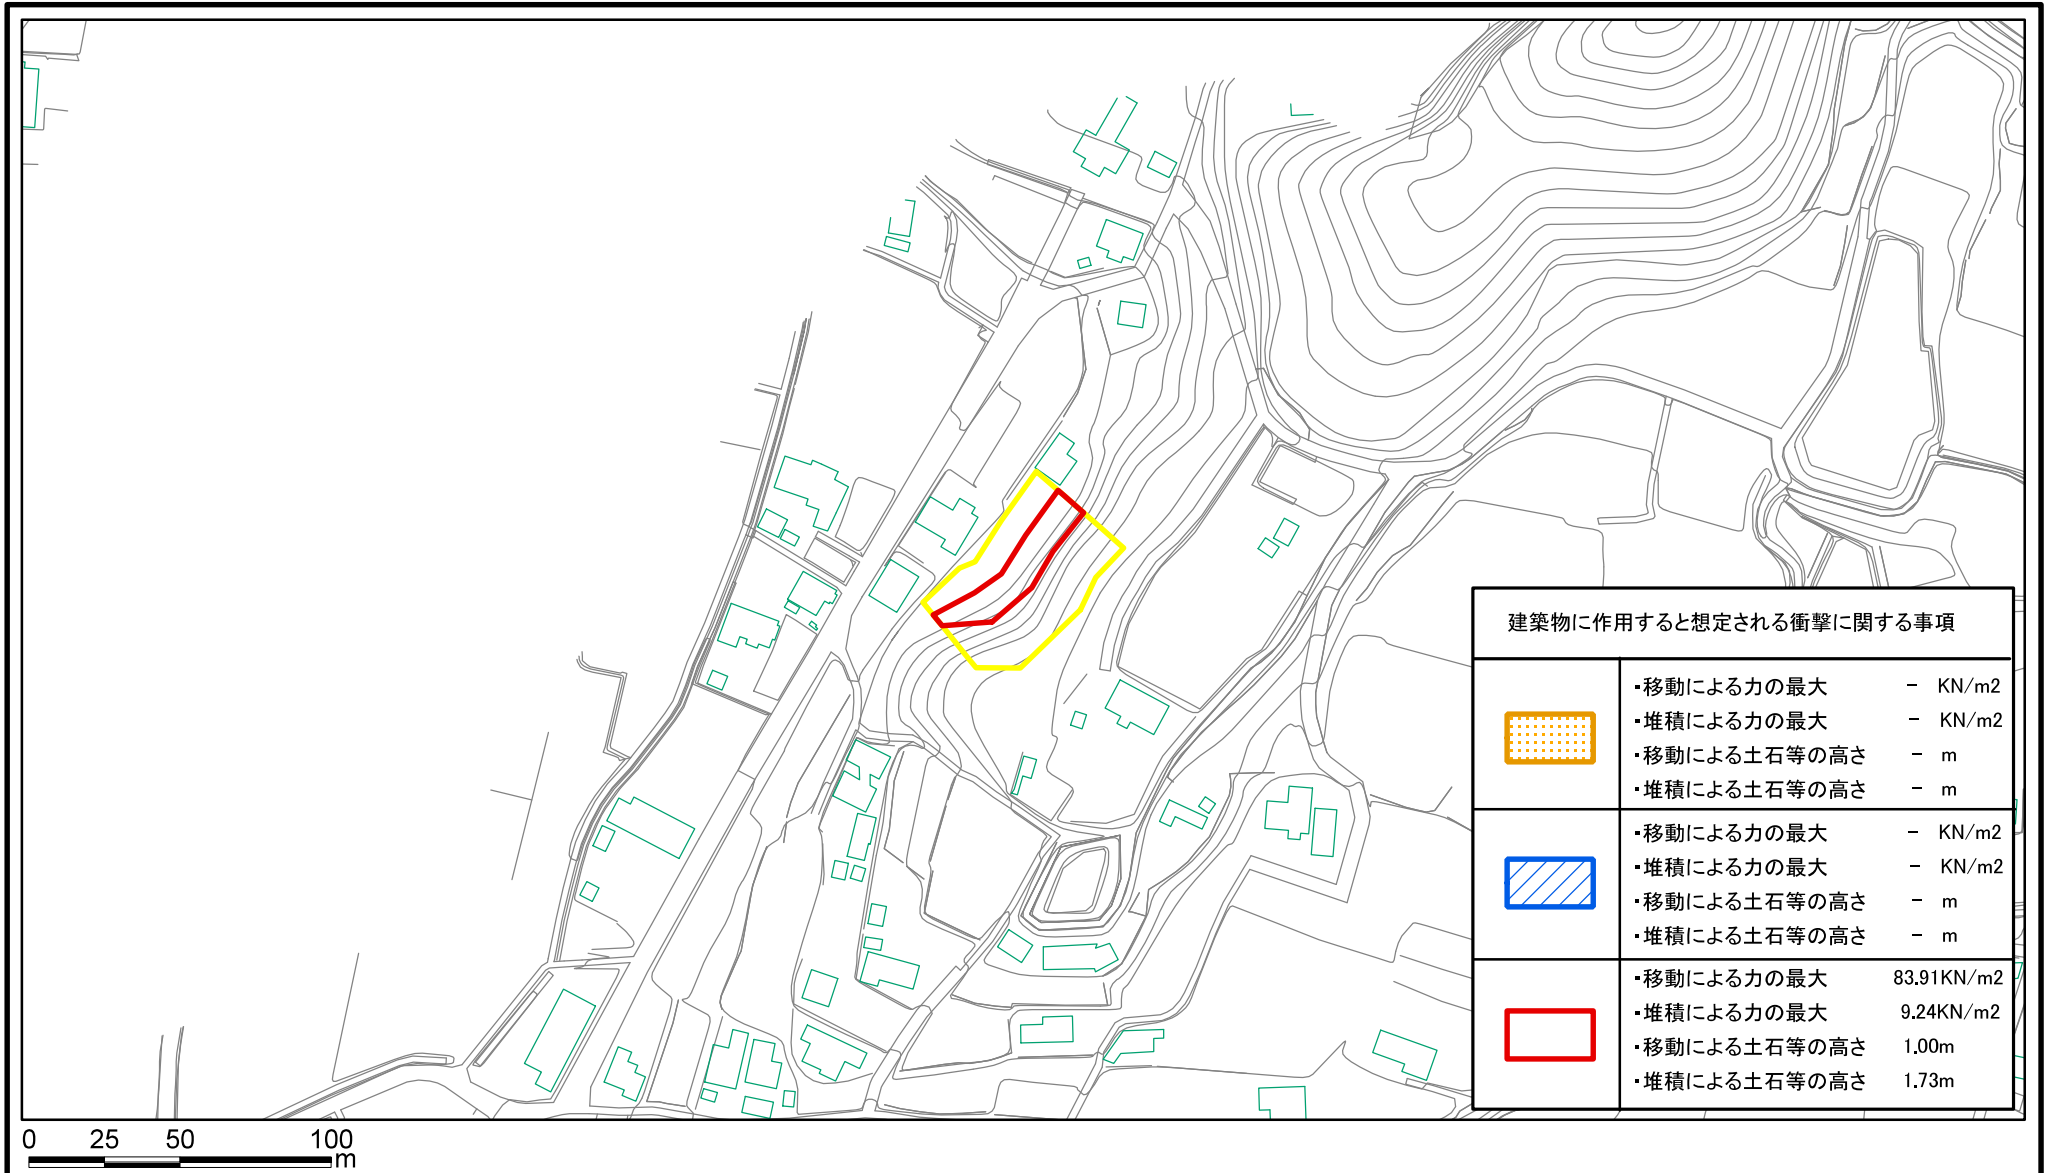 建築物に作用すると想定される衝撃に関する事項
・移動による力の最大 － KN/m2
・堆積による力の最大 － KN/m2
・移動による土石等の高さ － m
・堆積による土石等の高さ － m
・移動による力の最大 － KN/m2
・堆積による力の最大 － KN/m2
・移動による土石等の高さ － m
・堆積による土石等の高さ － m
・移動による力の最大 83.91KN/m2
・堆積による力の最大 9.24KN/m2
・移動による土石等の高さ 1.00m
・堆積による土石等の高さ 1.73m
0 25 50 100
m